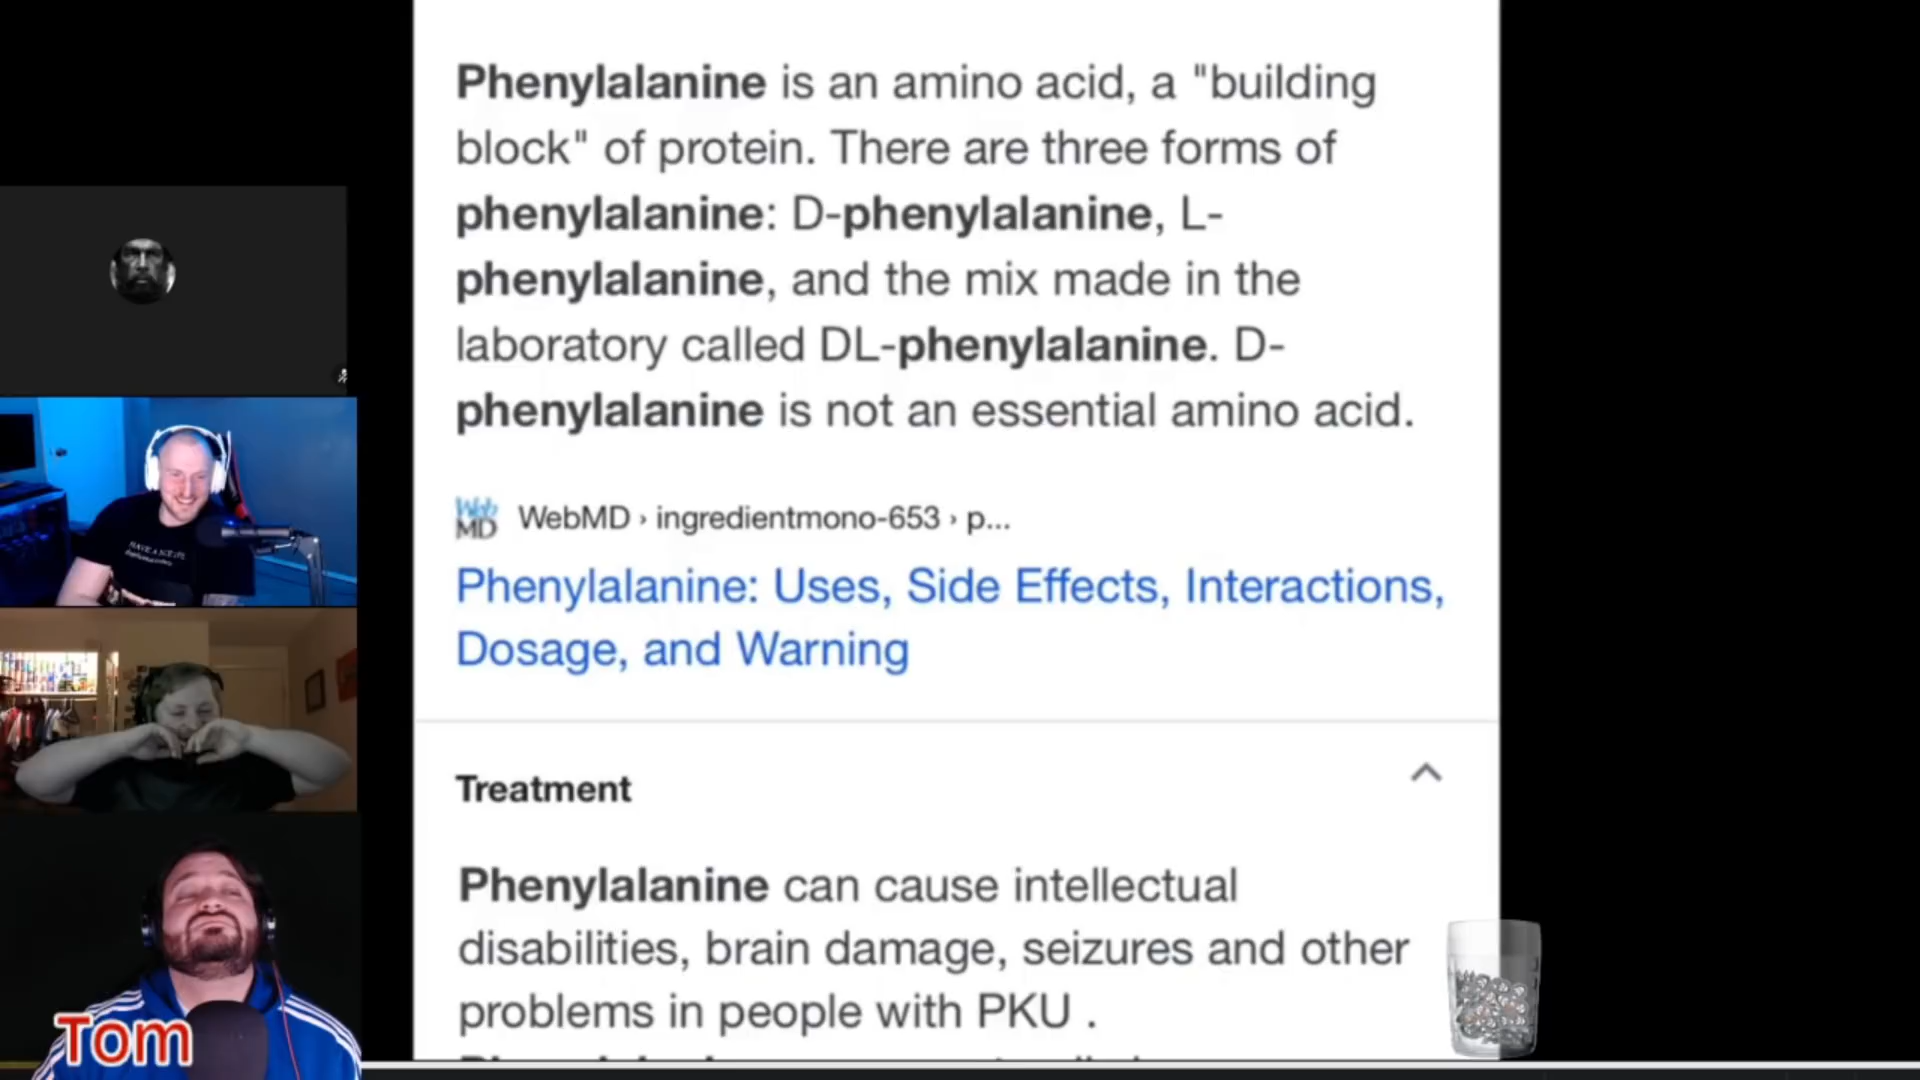 Phenylalanine is an amino acid, a "building
block" of protein. There are three forms of
phenylalanine: D-phenylalanine, L-
phenylalanine, and the mix made in the
laboratory called DL-phenylalanine. D-
phenylalanine is not an essential amino acid.
Web
MD
WebMD › ingredientmono-653 › p...
Phenylalanine: Uses, Side Effects, Interactions,
Dosage, and Warning
Treatment
Phenylalanine can cause intellectual
disabilities, brain damage, seizures and other
problems in people with PKU .
Tom